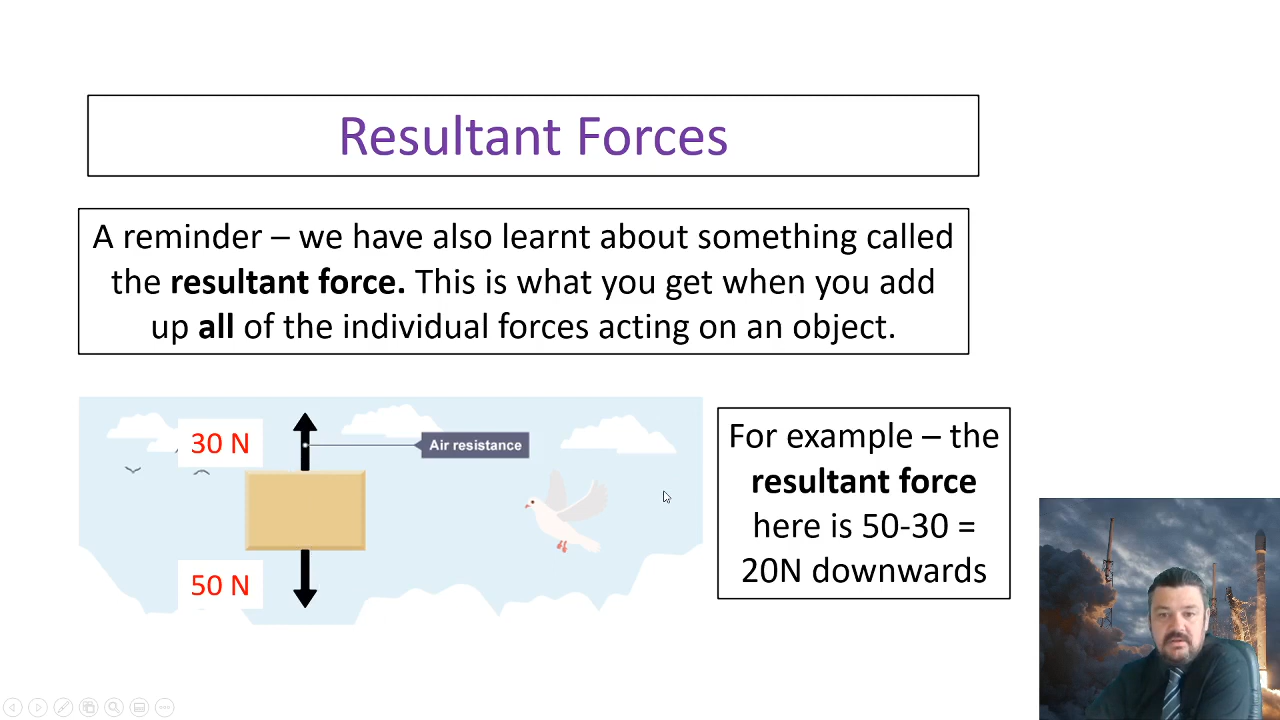 Resultant Forces
A reminder – we have also learnt about something called
the resultant force. This is what you get when you add
up all of the individual forces acting on an object.
30 N
Air resistance
50 N
For example – the
resultant force
here is 50-30 =
20N downwards